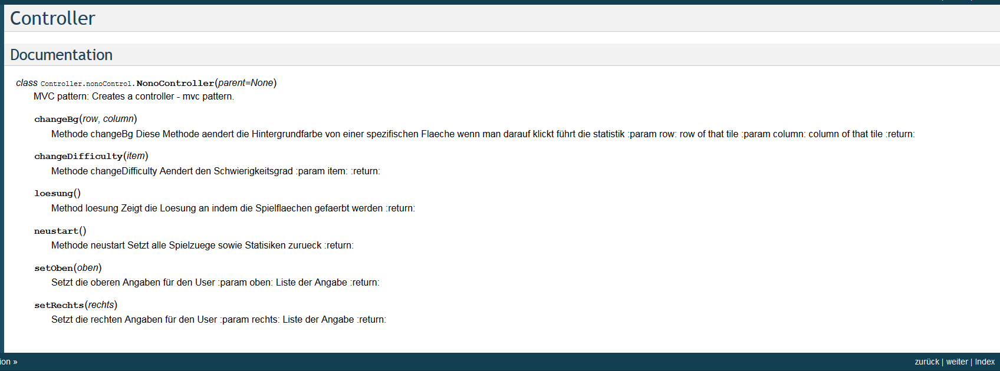 Controller
Documentation
class Controller.nonoControl.NonoController(parent=None)
MVC pattern: Creates a controller - mvc pattern.
changeBg(row, column)
Methode changeBg Diese Methode aendert die Hintergrundfarbe von einer spezifischen Flaeche wenn man darauf klickt führt die statistik :param row: row of that tile :param column: column of that tile :return:
changeDifficulty(item)
Methode changeDifficulty Aendert den Schwierigkeitsgrad :param item: :return:
loesung()
Method loesung Zeigt die Loesung an indem die Spielflaechen gefaerbt werden :return:
neustart()
Methode neustart Setzt alle Spielzuege sowie Statisiken zurueck :return:
setOben(oben)
Setzt die oberen Angaben für den User :param oben: Liste der Angabe :return:
setRechts(rechts)
Setzt die rechten Angaben für den User :param rechts: Liste der Angabe :return:
ion »
zurück | weiter | Index